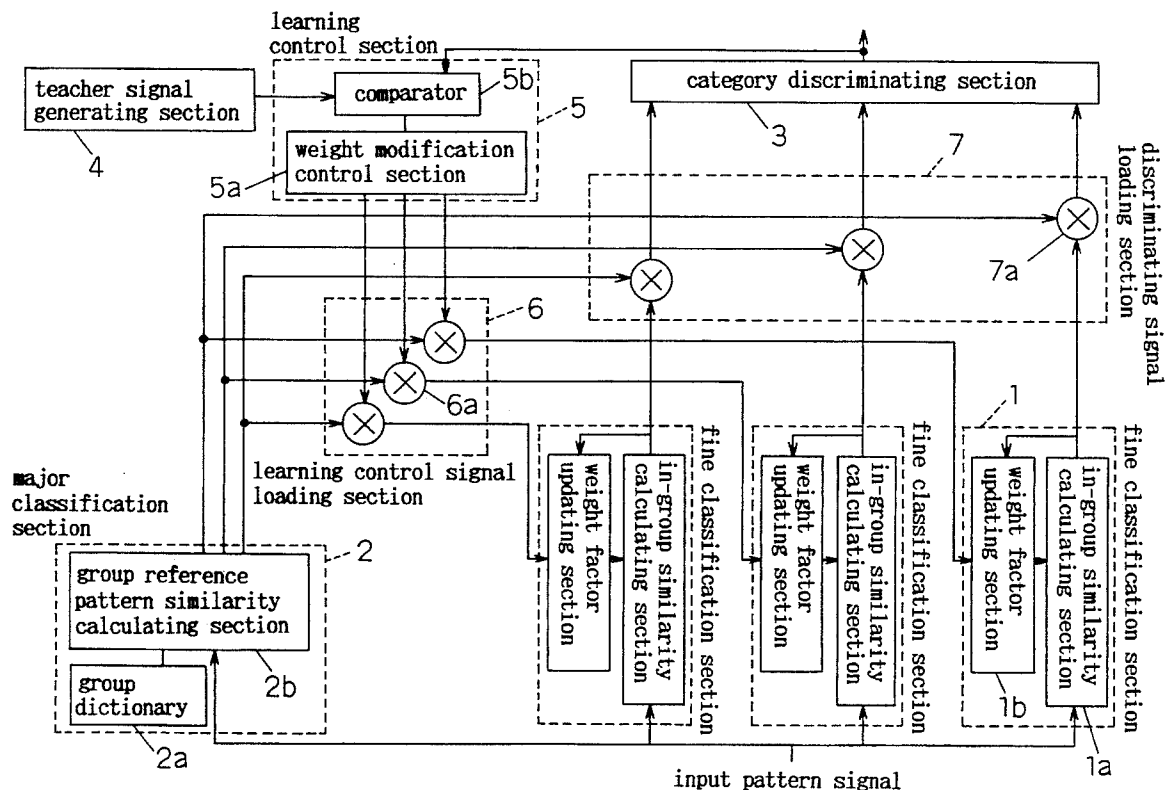 learning
control section
teacher signal
generating section
4
comparator
5b
5
weight modification
control section
5a
category discriminating section
3
7
discriminating signal
loading section
7a
6
6a
learning control signal
loading section
major
classification
section
2
group reference
pattern similarity
calculating section
2b
group
dictionary
2a
weight factor
updating section
in-group similarity
calculating section
fine classification section
weight factor
updating section
in-group similarity
calculating section
fine classification section
1
weight factor
updating section
1b
in-group similarity
calculating section
1a
fine classification section
input pattern signal